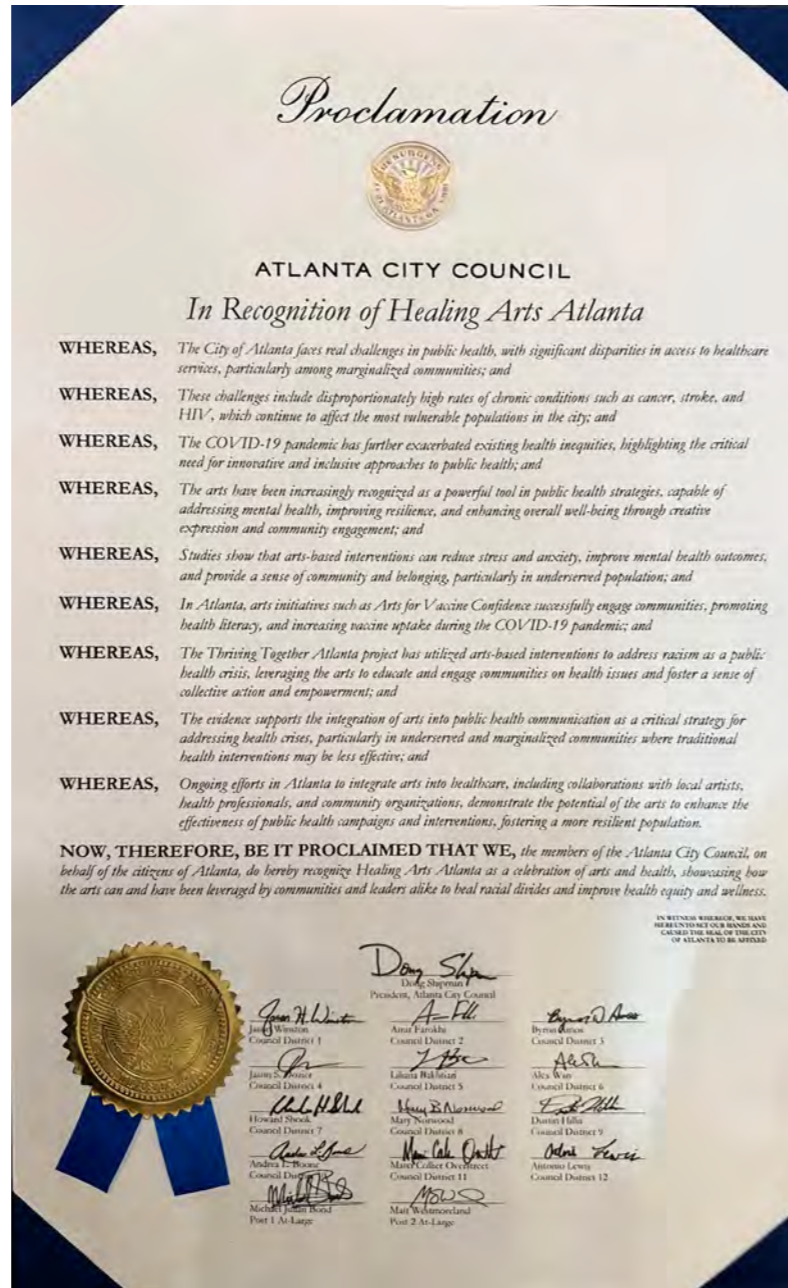 Proclamation
ATLANTA CITY COUNCIL
In Recognition of Healing Arts Atlanta
WHEREAS, The City of Atlanta faces real challenges in public health, with significant disparities in access to healthcare
services, particularly among marginalized communities; and
WHEREAS, These challenges include disproportionately high rates of chronic conditions such as cancer, stroke, and
HIV, which continue to affect the most vulnerable populations in the city; and
WHEREAS, The COVID-19 pandemic has further exacerbated existing health inequities, highlighting the critical
need for innovative and inclusive approaches to public health; and
WHEREAS, The arts have been increasingly recognized as a powerful tool in public health strategies, capable of
addressing mental health, improving resilience, and enhancing overall well-being through creative
expression and community engagement; and
WHEREAS, Studies show that arts-based interventions can reduce stress and anxiety, improve mental health outcomes,
and provide a sense of community and belonging, particularly in underserved population; and
WHEREAS, In Atlanta, arts initiatives such as Arts for Vaccine Confidence successfully engage communities, promoting
health literacy, and increasing vaccine uptake during the COVID-19 pandemic; and
WHEREAS, The Thriving Together Atlanta project has utilized arts-based interventions to address racism as a public
health crisis, leveraging the arts to educate and engage communities on health issues and foster a sense of
collective action and empowerment; and
WHEREAS, The evidence supports the integration of arts into public health communication as a critical strategy for
addressing health crises, particularly in underserved and marginalized communities where traditional
health interventions may be less effective; and
WHEREAS, Ongoing efforts in Atlanta to integrate arts into healthcare, including collaborations with local artists,
health professionals, and community organizations, demonstrate the potential of the arts to enhance the
effectiveness of public health campaigns and interventions, fostering a more resilient population.
NOW, THEREFORE, BE IT PROCLAIMED THAT WE, the members of the Atlanta City Council, on
behalf of the citizens of Atlanta, do hereby recognize Healing Arts Atlanta as a celebration of arts and health, showcasing how
the arts can and have been leveraged by communities and leaders alike to heal racial divides and improve health equity and wellness.
IN WITNESS WHEREOF, WE HAVE
HEREUNTO SET OUR HANDS AND
CAUSED THE SEAL OF THE CITY
OF ATLANTA TO BE AFFIXED
Doug Shipman
President, Atlanta City Council
Jason Winston Amir Farokhi Byron Amos
Council District 1 Council District 2 Council District 3
Jason S. Dozier Liliana Bakhtiari Alex Wan
Council District 4 Council District 5 Council District 6
Howard Shook Mary Norwood Dustin Hillis
Council District 7 Council District 8 Council District 9
Andrea L. Boone Marci Collier Overstreet Antonio Lewis
Council District 11 Council District 12
Michael Julian Bond Matt Westmoreland
Post 1 At-Large Post 2 At-Large